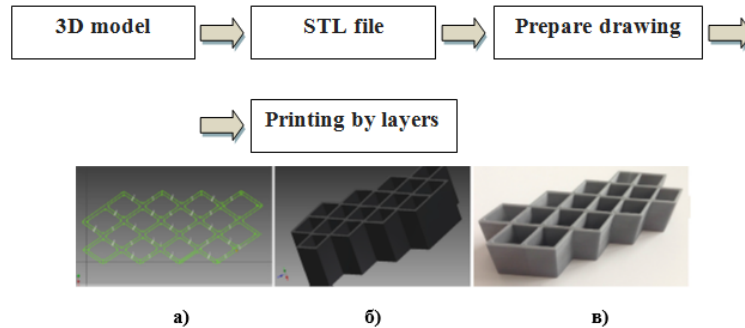 3D model
STL file
Prepare drawing
Printing by layers
а) б) в)